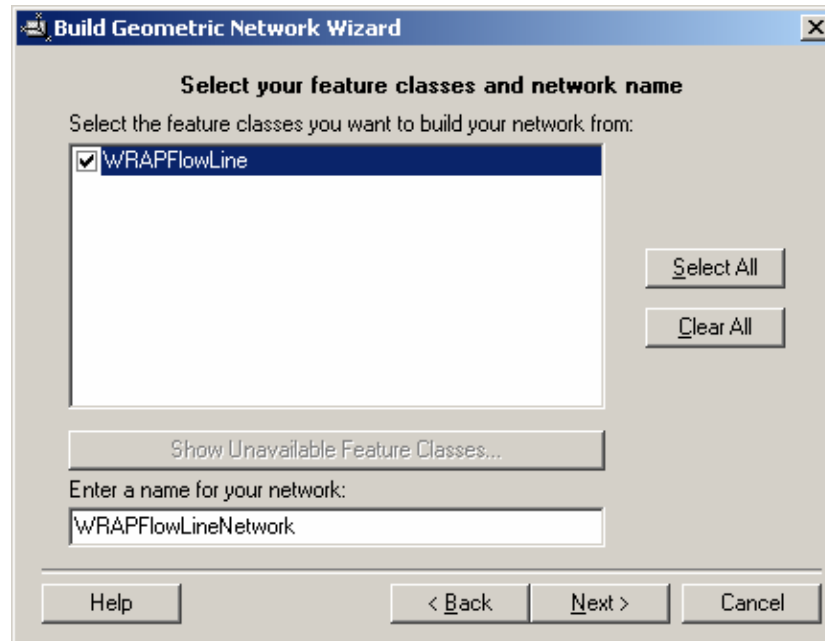 Build Geometric Network Wizard
Select your feature classes and network name
Select the feature classes you want to build your network from:
WRAPFlowLine
Select All
Clear All
Show Unavailable Feature Classes...
Enter a name for your network:
WRAPFlowLineNetwork
Help
< Back
Next >
Cancel